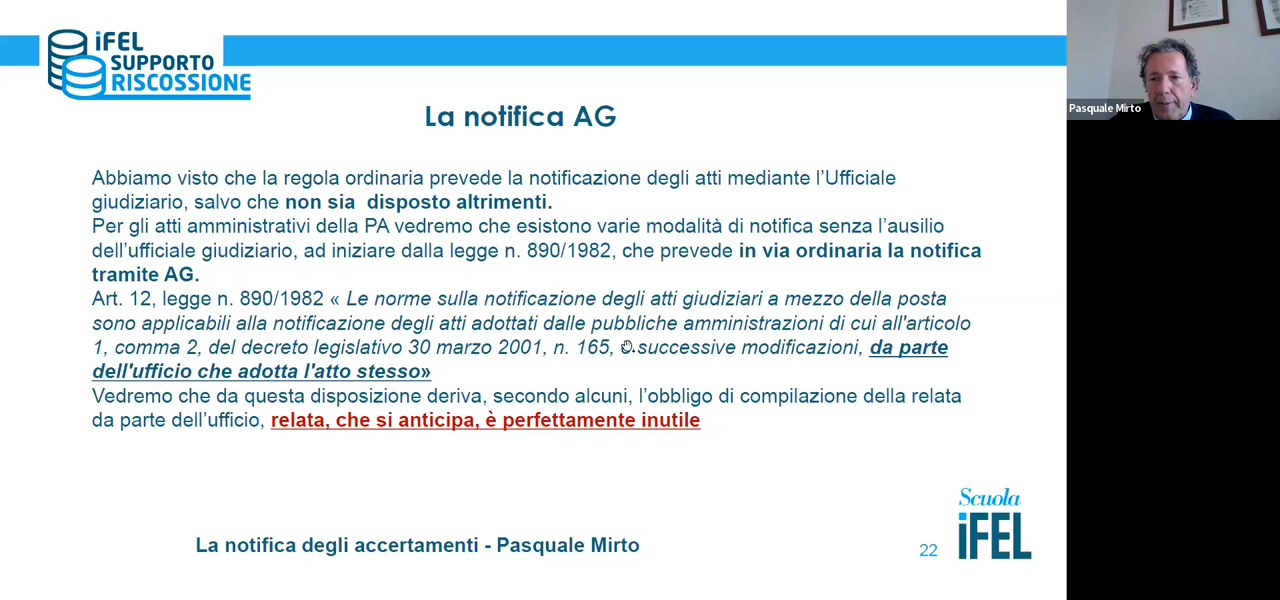 iFEL
SUPPORTO
RISCOSSIONE
Pasquale Mirto
La notifica AG
Abbiamo visto che la regola ordinaria prevede la notificazione degli atti mediante l'Ufficiale
giudiziario, salvo che non sia  disposto altrimenti.
Per gli atti amministrativi della PA vedremo che esistono varie modalità di notifica senza l'ausilio
dell'ufficiale giudiziario, ad iniziare dalla legge n. 890/1982, che prevede in via ordinaria la notifica
tramite AG.
Art. 12, legge n. 890/1982 « Le norme sulla notificazione degli atti giudiziari a mezzo della posta
sono applicabili alla notificazione degli atti adottati dalle pubbliche amministrazioni di cui all'articolo
1, comma 2, del decreto legislativo 30 marzo 2001, n. 165, successive modificazioni, da parte
dell'ufficio che adotta l'atto stesso»
Vedremo che da questa disposizione deriva, secondo alcuni, l'obbligo di compilazione della relata
da parte dell'ufficio, relata, che si anticipa, è perfettamente inutile
La notifica degli accertamenti - Pasquale Mirto
22
Scuola
iFEL